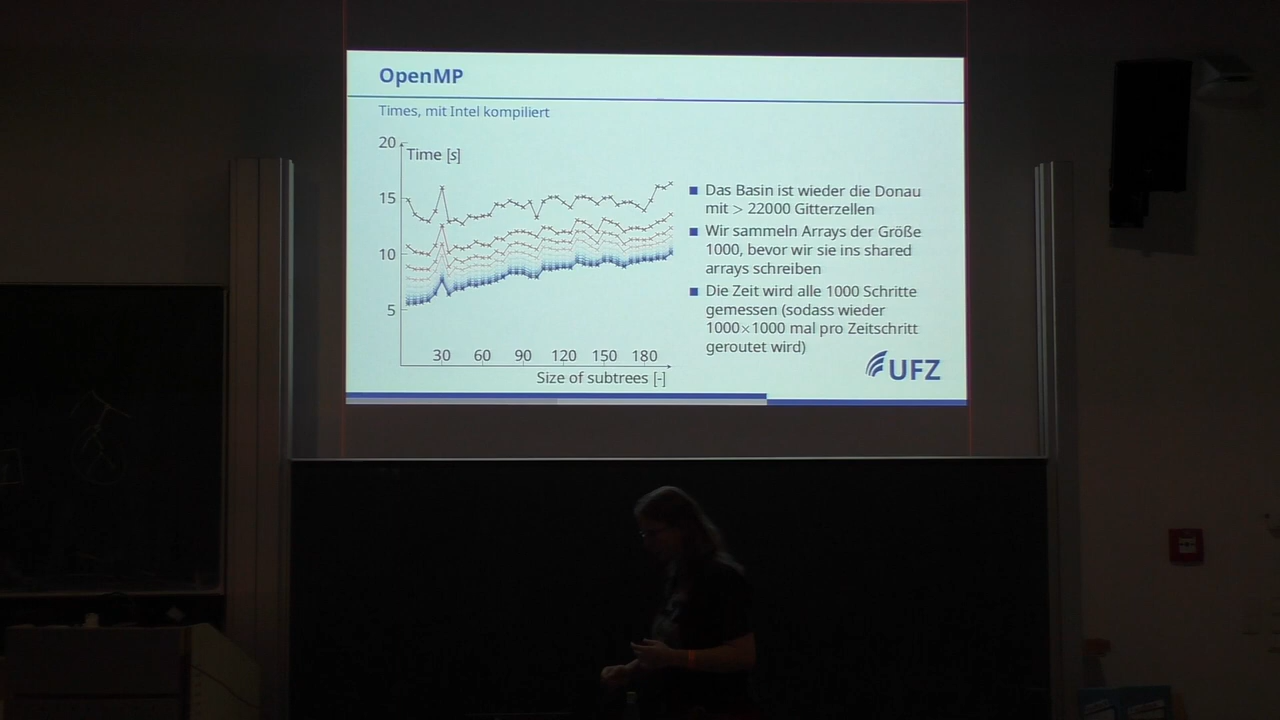 OpenMP
Times, mit Intel kompiliert
20
Time [s]
15
10
5
30 60 90 120 150 180
Size of subtrees [-]
Das Basin ist wieder die Donau
mit > 22000 Gitterzellen
Wir sammeln Arrays der Größe
1000, bevor wir sie ins shared
arrays schreiben
Die Zeit wird alle 1000 Schritte
gemessen (sodass wieder
1000×1000 mal pro Zeitschritt
geroutet wird)
UFZ